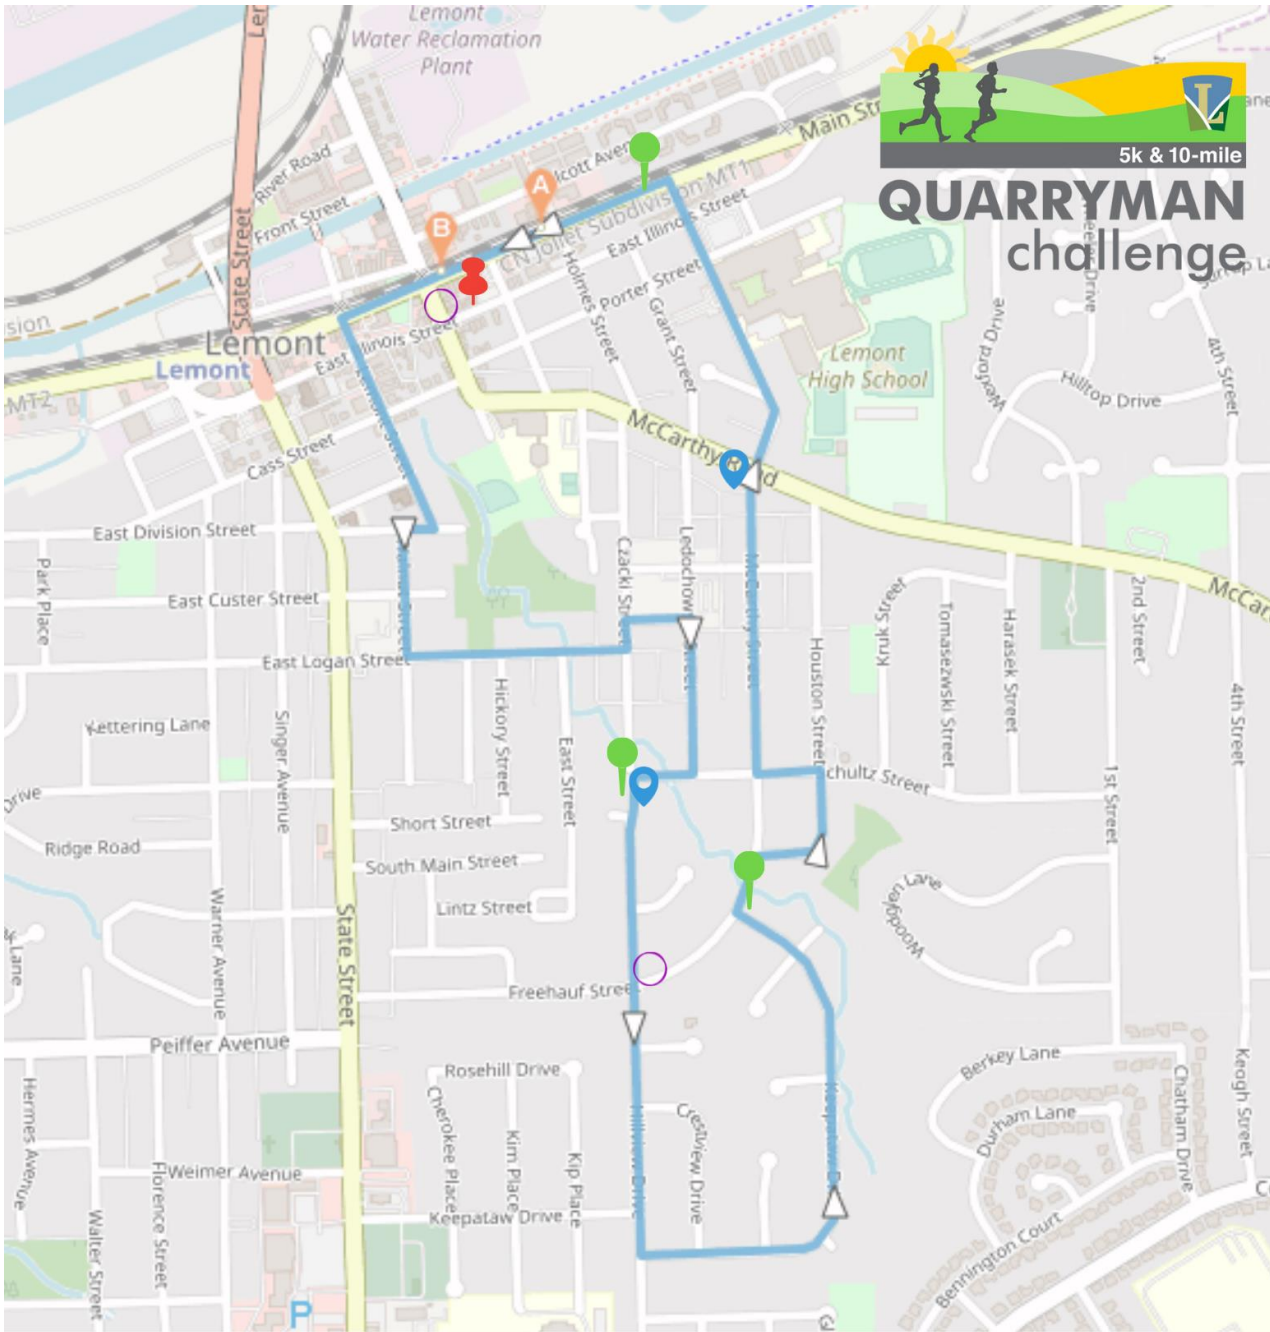 Lemont
Water Reclamation
Plant
5k & 10-mile
QUARRYMAN
challenge
Main Str
River Road
Front Street
State Street
A
B
CN Joliet Subdivision MT1
East Illinois Street
Porter Street
Holmes Street
Grant Street
Lemont
High School
Wexford Drive
Hilltop Drive
4th Street
Lemont
Lemont
MT2
East Illinois Street
Cass Street
McCarthy Road
East Division Street
East Custer Street
East Logan Street
Park Place
Czacki Street
McCarthy Street
Houston Street
Kruk Street
Tomasezwski Street
Harasek Street
2nd Street
4th Street
McCar
Kettering Lane
Singer Avenue
Hickory Street
East Street
chultz Street
1st Street
Drive
Short Street
Ridge Road
South Main Street
Lintz Street
Warner Avenue
State Street
Lane
Woodglen Lane
Freehauf Street
Peiffer Avenue
Rosehill Drive
Berkey Lane
Durham Lane
Chatham Drive
Keogh Street
Hermes Avenue
Cherokee Place
Kim Place
Kip Place
Hillview Drive
Crestview Drive
Weimer Avenue
Florence Street
Walter Street
Keepataw Drive
Bennington Court
P